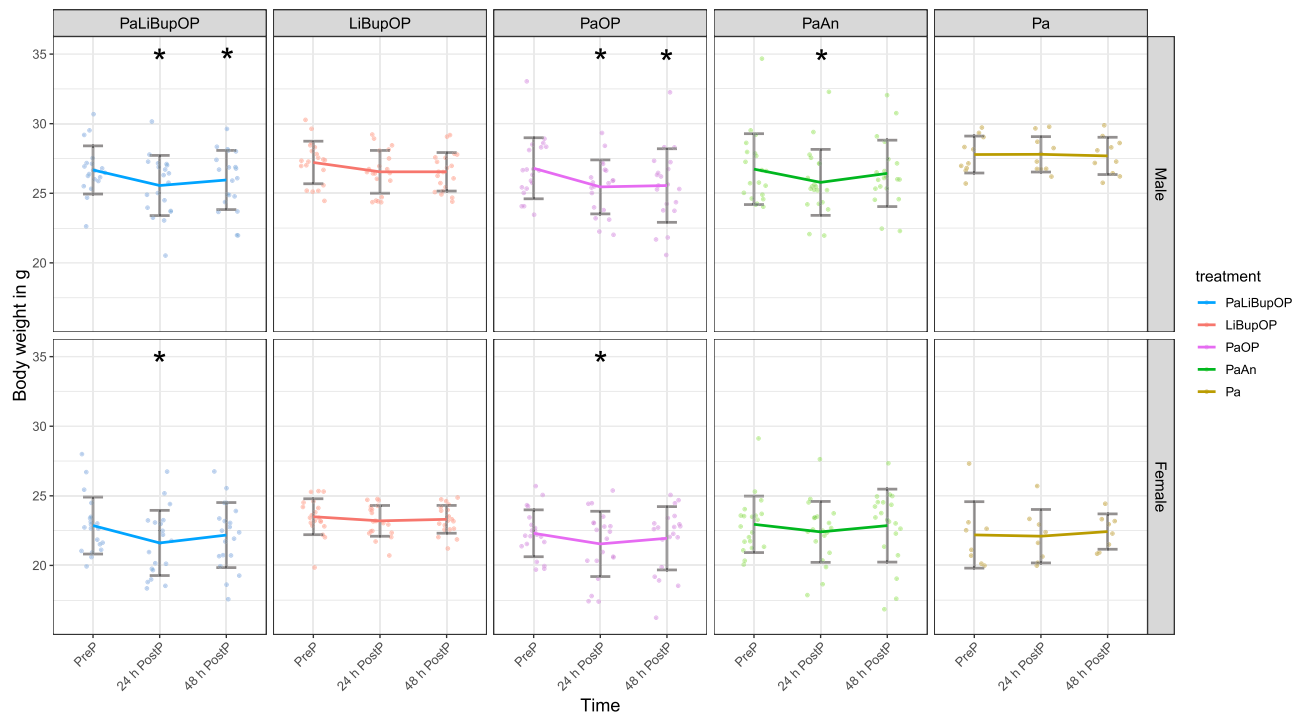 PaLiBupOP LiBupOP PaOP PaAn Pa
35
*
*
*
*
*
30
25
20
Male
Body weight in g
35
*
*
30
25
20
Female
PreP 24 h PostP 48 h PostP PreP 24 h PostP 48 h PostP PreP 24 h PostP 48 h PostP PreP 24 h PostP 48 h PostP PreP 24 h PostP 48 h PostP
Time
treatment
PaLiBupOP
LiBupOP
PaOP
PaAn
Pa